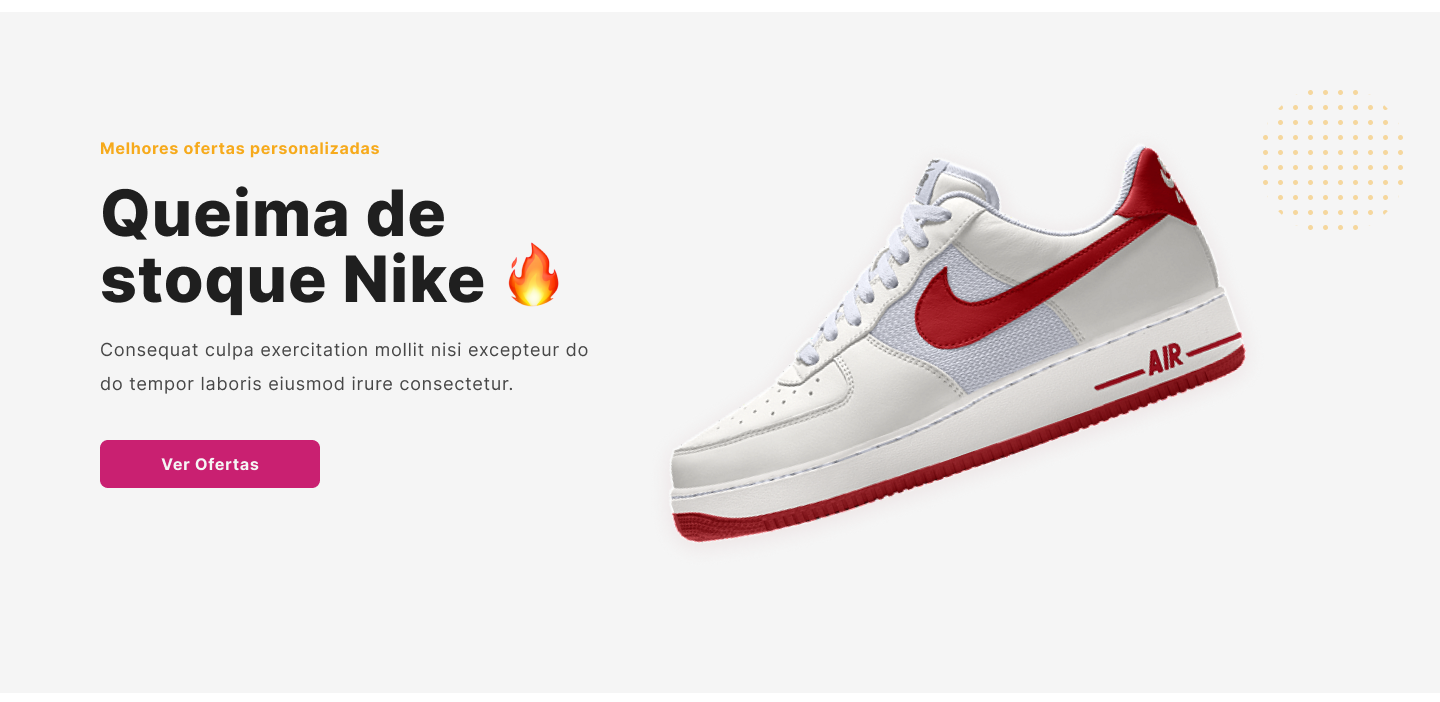 Melhores ofertas personalizadas
Queima de
stoque Nike 🔥
Consequat culpa exercitation mollit nisi excepteur do
do tempor laboris eiusmod irure consectetur.
Ver Ofertas
AIR